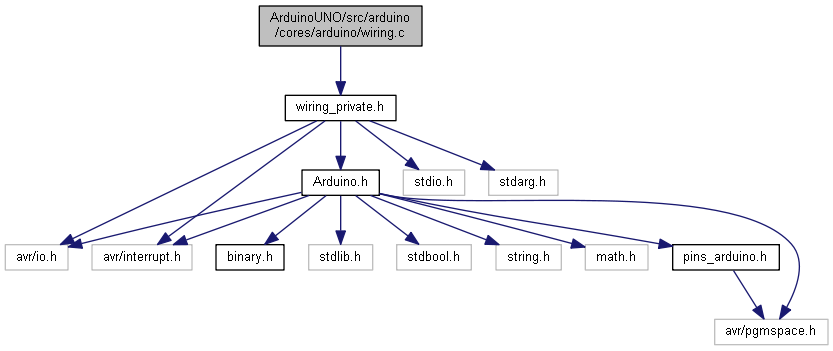 ArduinoUNO/src/arduino
/cores/arduino/wiring.c
wiring_private.h
Arduino.h
stdio.h
stdarg.h
avr/io.h
avr/interrupt.h
binary.h
stdlib.h
stdbool.h
string.h
math.h
pins_arduino.h
avr/pgmspace.h